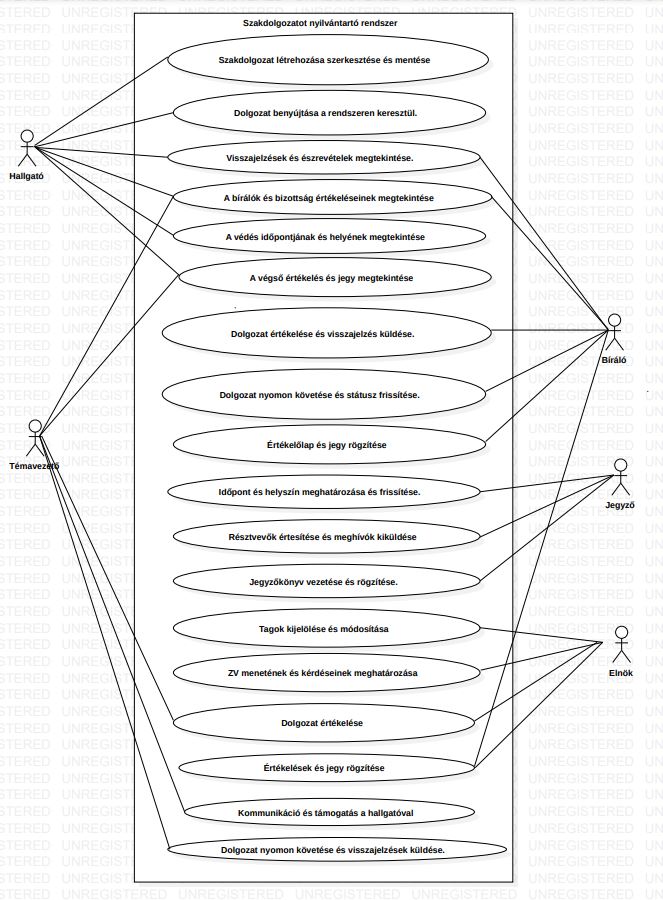 Szakdolgozatot nyilvántartó rendszer
Szakdolgozat létrehozása szerkesztése és mentése
Dolgozat benyújtása a rendszeren keresztül.
Hallgató
Visszajelzések és észrevételek megtekintése.
A bírálók és bizottság értékeléseinek megtekintése
A védés időpontjának és helyének megtekintése
A végső értékelés és jegy megtekintése
Dolgozat értékelése és visszajelzés küldése.
Bíráló
Dolgozat nyomon követése és státusz frissítése.
Értékelőlap és jegy rögzítése
Témavezető
Időpont és helyszín meghatározása és frissítése.
Jegyző
Résztvevők értesítése és meghívók kiküldése
Jegyzőkönyv vezetése és rögzítése.
Tagok kijelölése és módosítása
ZV menetének és kérdéseinek meghatározása
Elnök
Dolgozat értékelése
Értékelések és jegy rögzítése
Kommunikáció és támogatás a hallgatóval
Dolgozat nyomon követése és visszajelzések küldése.
UNREGISTERED